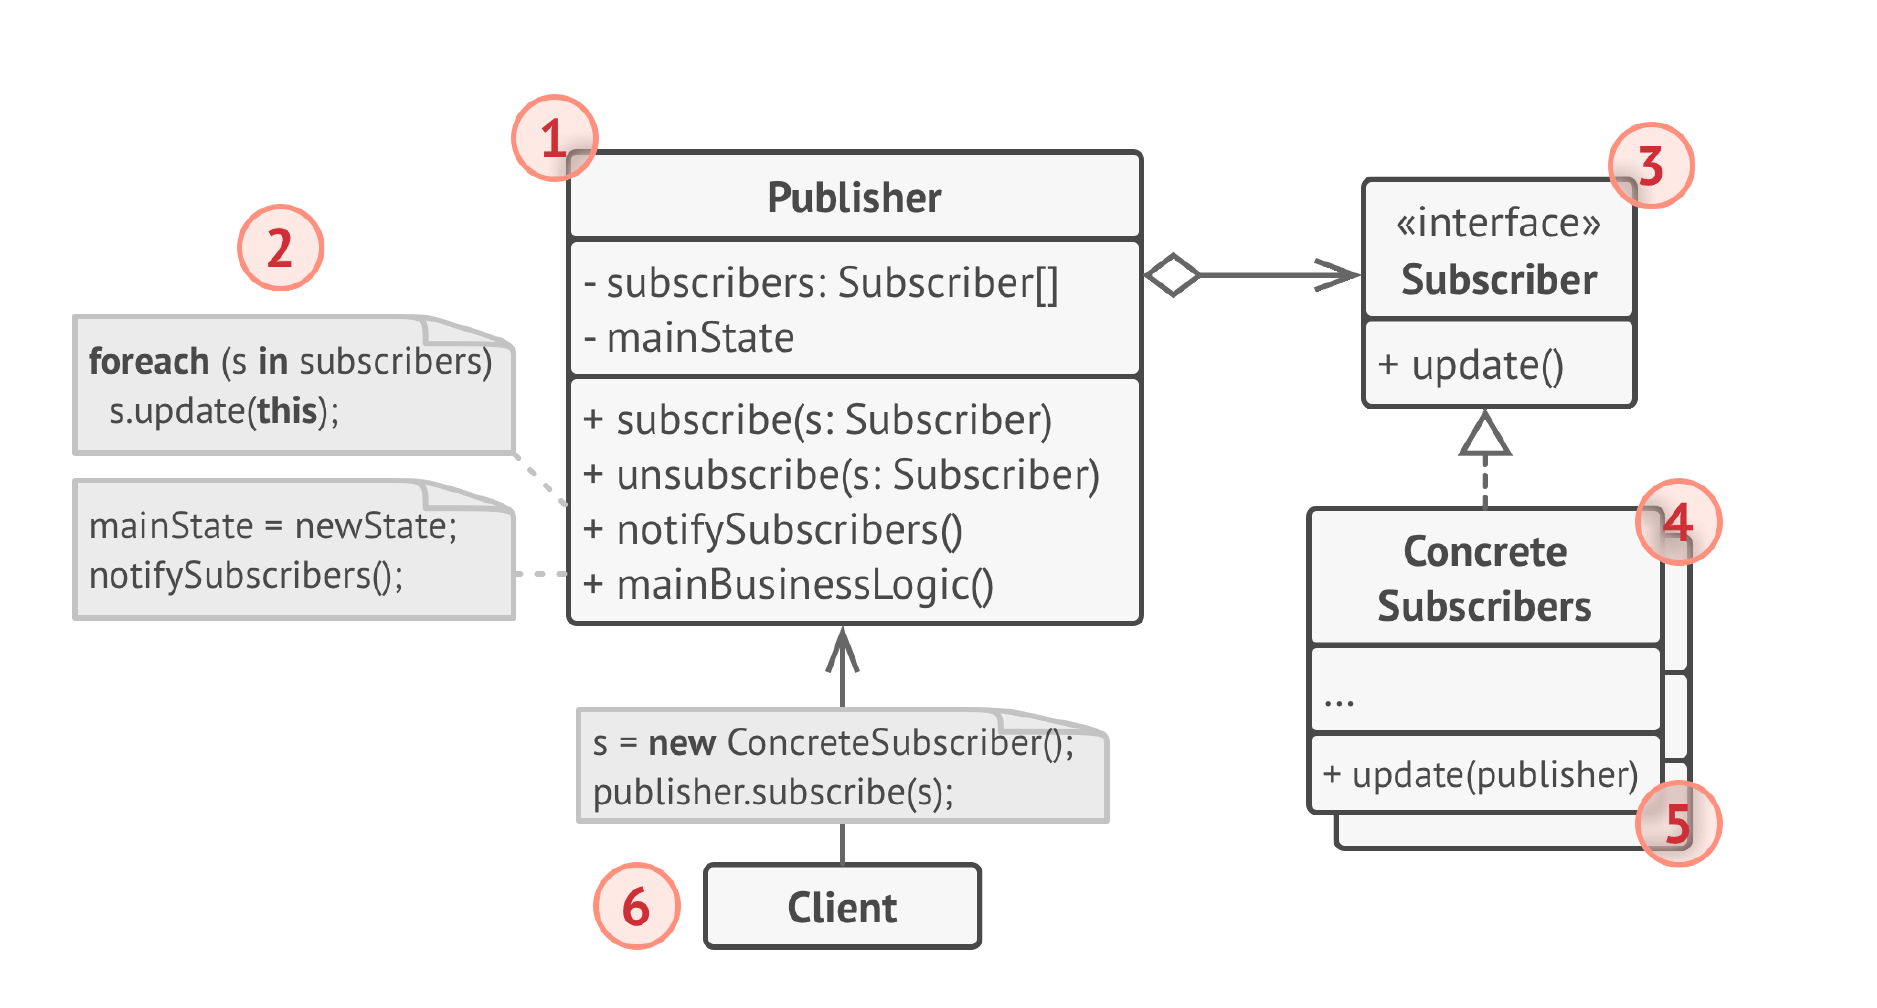 1
Publisher
- subscribers: Subscriber[]
- mainState
+ subscribe(s: Subscriber)
+ unsubscribe(s: Subscriber)
+ notifySubscribers()
+ mainBusinessLogic()
2
foreach (s in subscribers)
s.update(this);
mainState = newState;
notifySubscribers();
3
«interface»
Subscriber
+ update()
4
Concrete
Subscribers
...
+ update(publisher)
5
s = new ConcreteSubscriber();
publisher.subscribe(s);
6
Client